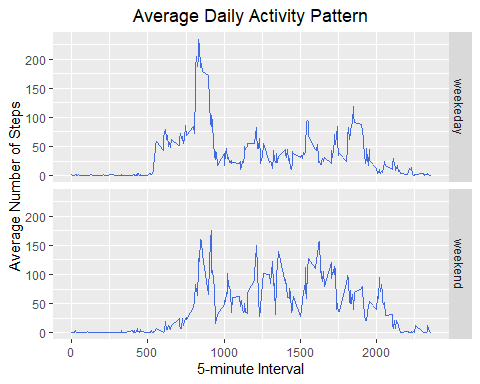 Average Daily Activity Pattern
Average Number of Steps
200
150
100
50
0
weekeday
200
150
100
50
0
weekend
0 500 1000 1500 2000
5-minute Interval